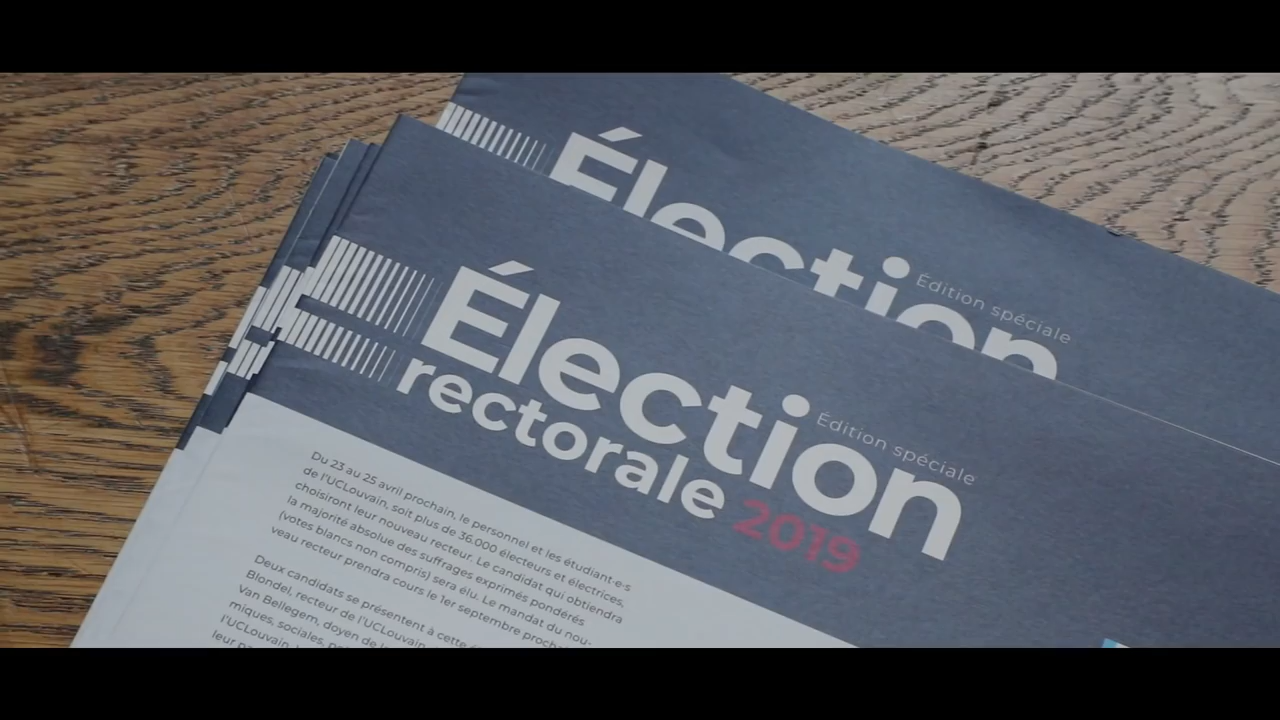 Élection
Édition spéciale
Élection
Édition spéciale
rectorale 2019
Du 23 au 25 avril prochain, le personnel et les étudiant·e·s
de l'UCLouvain, soit plus de 36.000 électeurs et électrices,
choisiront leur nouveau recteur. Le candidat qui obtiendra
la majorité absolue des suffrages exprimés pondérés
(votes blancs non compris) sera élu. Le mandat du nou-
veau recteur prendra cours le 1er septembre
Deux candidats se présentent à cette
Blondel, recteur de l'UCLouvain,
Van Bellegem, doyen de
miques, sociales,
l'UCLouvain.
leur